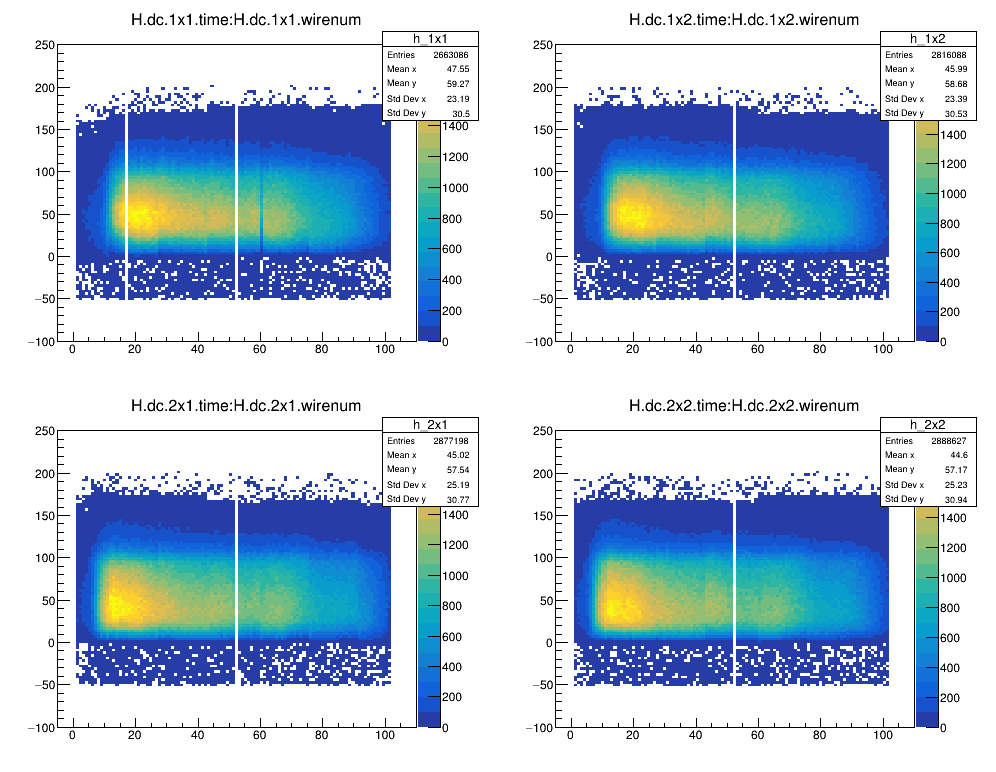 H.dc.1x1.time:H.dc.1x1.wirenum
h_1x1
Entries 2663086
Mean x 47.55
Mean y 59.27
Std Dev x 23.19
Std Dev y 30.5
250
200
150
100
50
0
−50
−100
0 20 40 60 80 100
1400
1200
1000
800
600
400
200
0
H.dc.1x2.time:H.dc.1x2.wirenum
h_1x2
Entries 2816088
Mean x 45.99
Mean y 58.68
Std Dev x 23.39
Std Dev y 30.53
250
200
150
100
50
0
−50
−100
0 20 40 60 80 100
1400
1200
1000
800
600
400
200
0
H.dc.2x1.time:H.dc.2x1.wirenum
h_2x1
Entries 2877198
Mean x 45.02
Mean y 57.54
Std Dev x 25.19
Std Dev y 30.77
250
200
150
100
50
0
−50
−100
0 20 40 60 80 100
1400
1200
1000
800
600
400
200
0
H.dc.2x2.time:H.dc.2x2.wirenum
h_2x2
Entries 2888627
Mean x 44.6
Mean y 57.17
Std Dev x 25.23
Std Dev y 30.94
250
200
150
100
50
0
−50
−100
0 20 40 60 80 100
1400
1200
1000
800
600
400
200
0